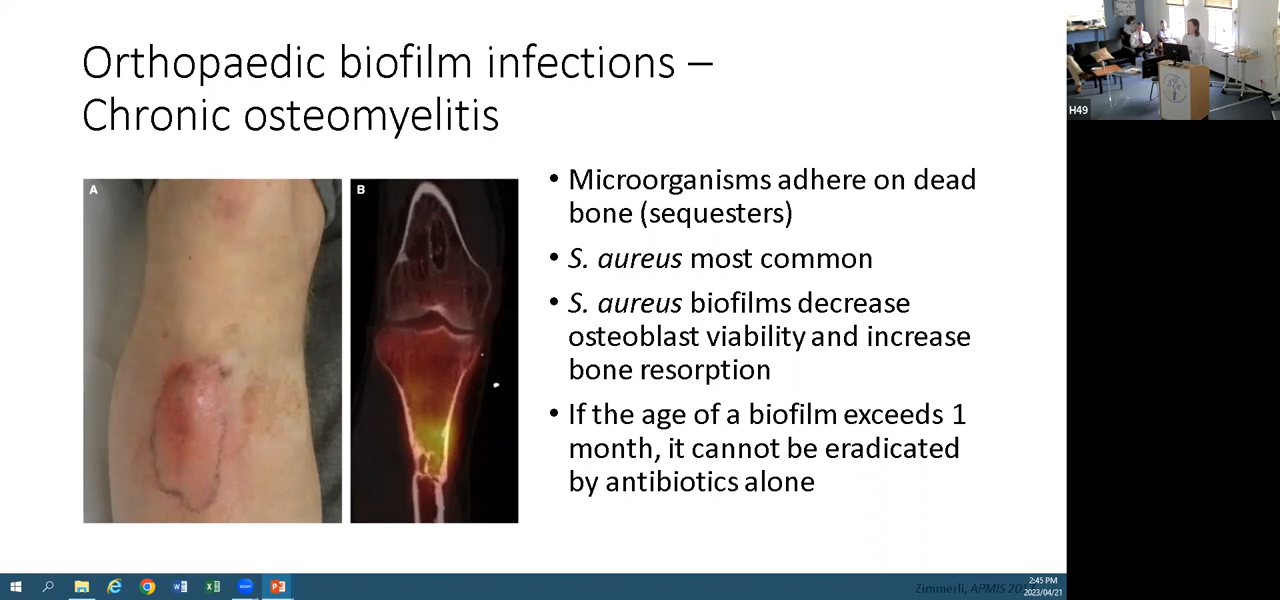 Orthopaedic biofilm infections –
Chronic osteomyelitis
A
B
• Microorganisms adhere on dead
bone (sequesters)
• S. aureus most common
• S. aureus biofilms decrease
osteoblast viability and increase
bone resorption
• If the age of a biofilm exceeds 1
month, it cannot be eradicated
by antibiotics alone
H49
Zimmerli, APMIS
2:45 PM
2023/04/21